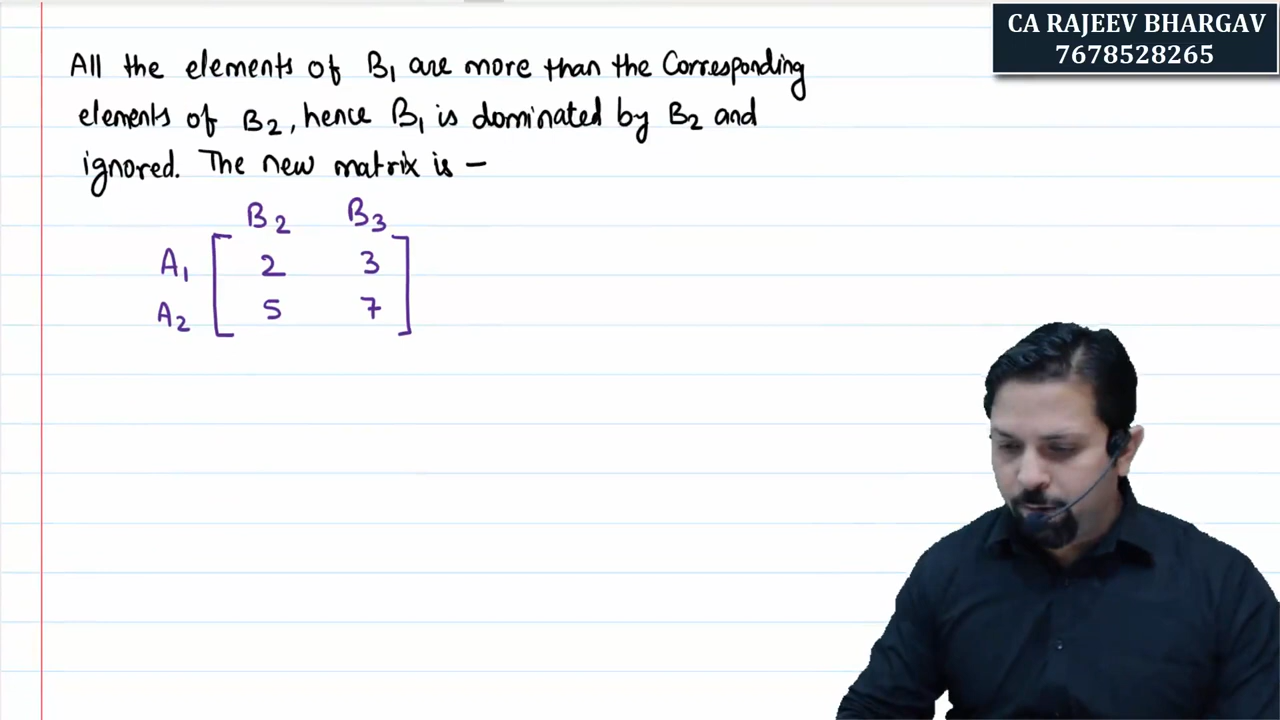 CA RAJEEV BHARGAV
7678528265
All the elements of B₁ are more than the Corresponding
elements of B₂, hence B₁ is dominated by B₂ and
ignored. The new matrix is –
B₂ B₃
A₁ 2 3
A₂ 5 7